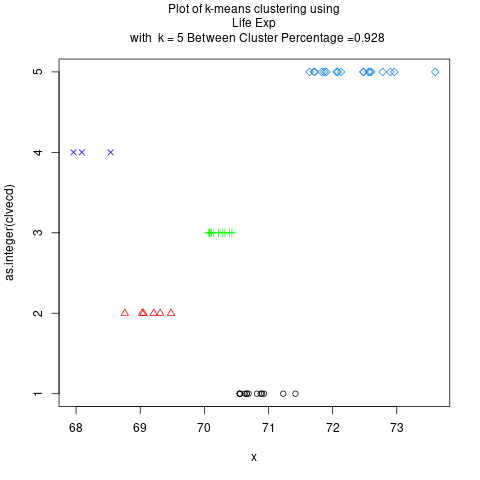 Plot of k-means clustering using
Life Exp
with k = 5 Between Cluster Percentage =0.928
as.integer(clvecd)
5
4
3
2
1
68 69 70 71 72 73
x